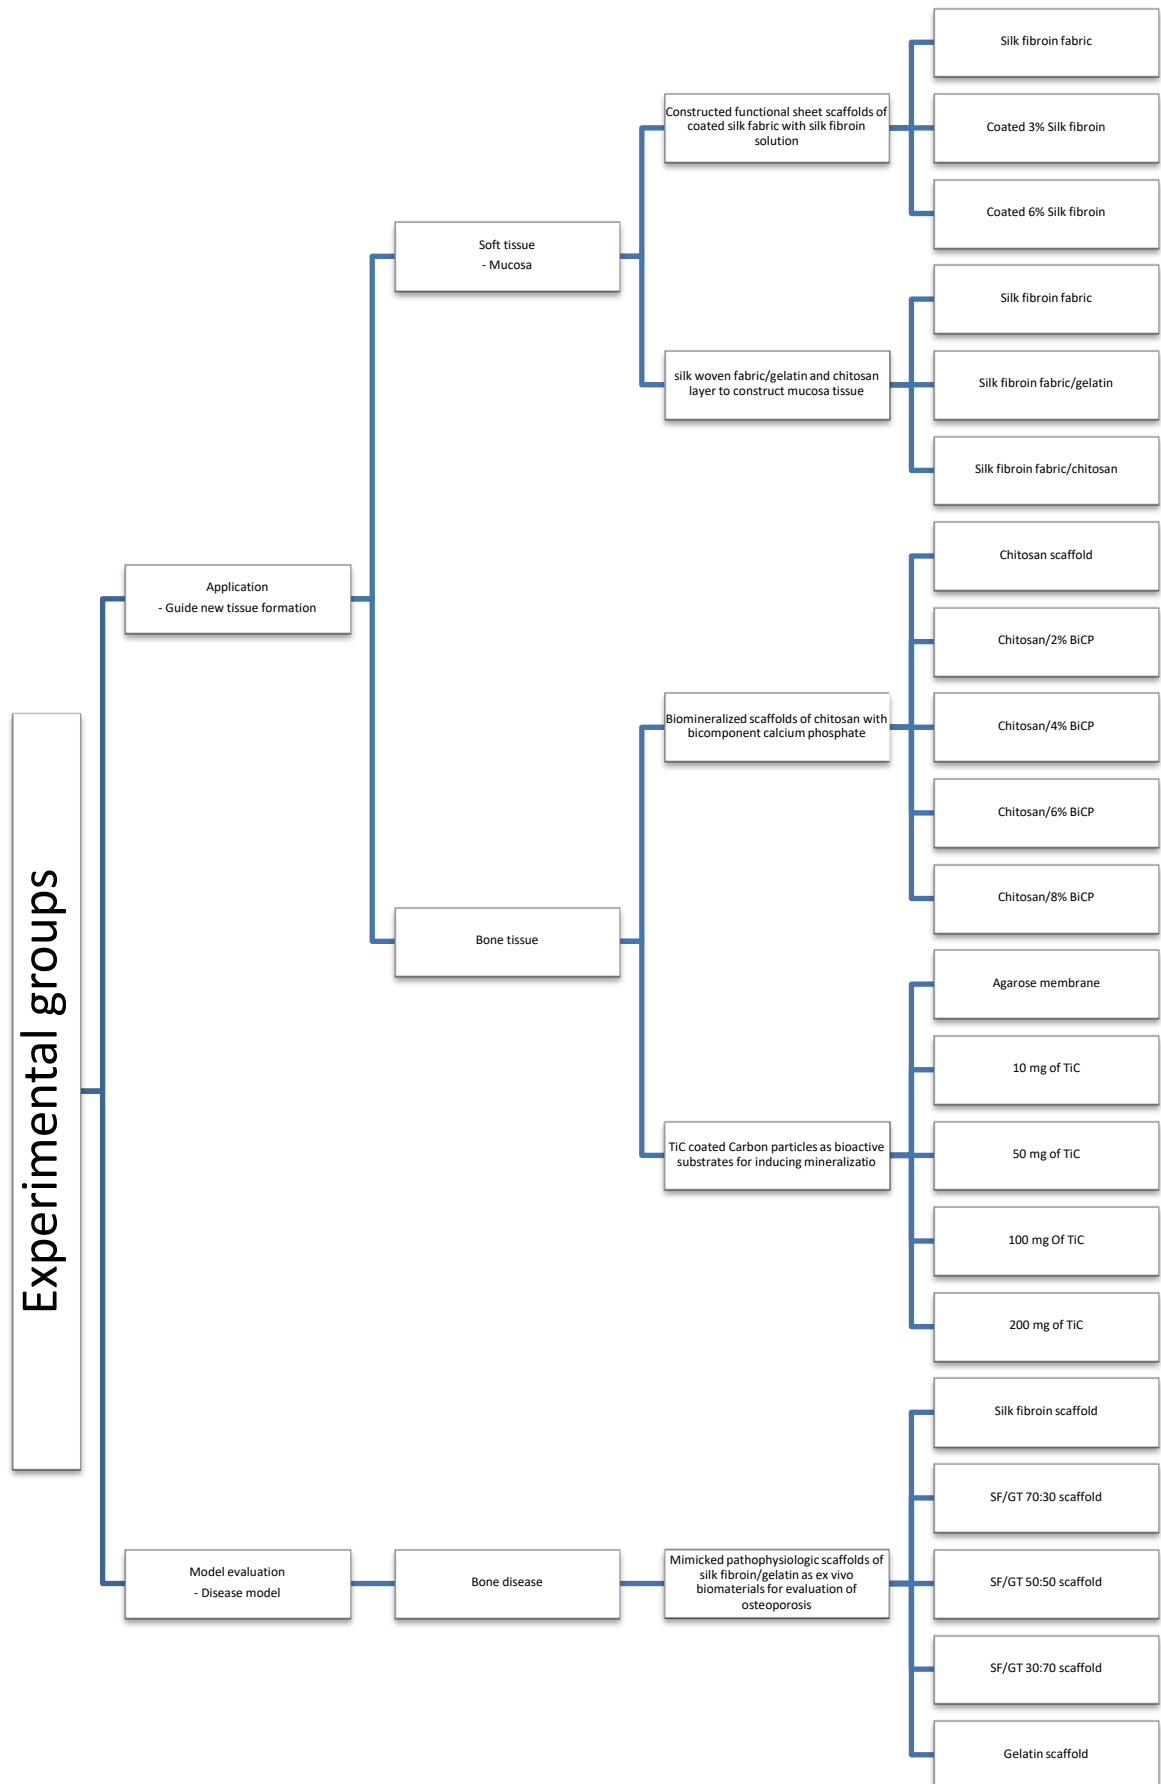 Experimental groups
Application
- Guide new tissue formation
Soft tissue
- Mucosa
Constructed functional sheet scaffolds of
coated silk fabric with silk fibroin
solution
Silk fibroin fabric
Coated 3% Silk fibroin
Coated 6% Silk fibroin
silk woven fabric/gelatin and chitosan
layer to construct mucosa tissue
Silk fibroin fabric
Silk fibroin fabric/gelatin
Silk fibroin fabric/chitosan
Bone tissue
Biomineralized scaffolds of chitosan with
bicomponent calcium phosphate
Chitosan scaffold
Chitosan/2% BiCP
Chitosan/4% BiCP
Chitosan/6% BiCP
Chitosan/8% BiCP
TiC coated Carbon particles as bioactive
substrates for inducing mineralizatio
Agarose membrane
10 mg of TiC
50 mg of TiC
100 mg Of TiC
200 mg of TiC
Model evaluation
- Disease model
Bone disease
Mimicked pathophysiologic scaffolds of
silk fibroin/gelatin as ex vivo
biomaterials for evaluation of
osteoporosis
Silk fibroin scaffold
SF/GT 70:30 scaffold
SF/GT 50:50 scaffold
SF/GT 30:70 scaffold
Gelatin scaffold